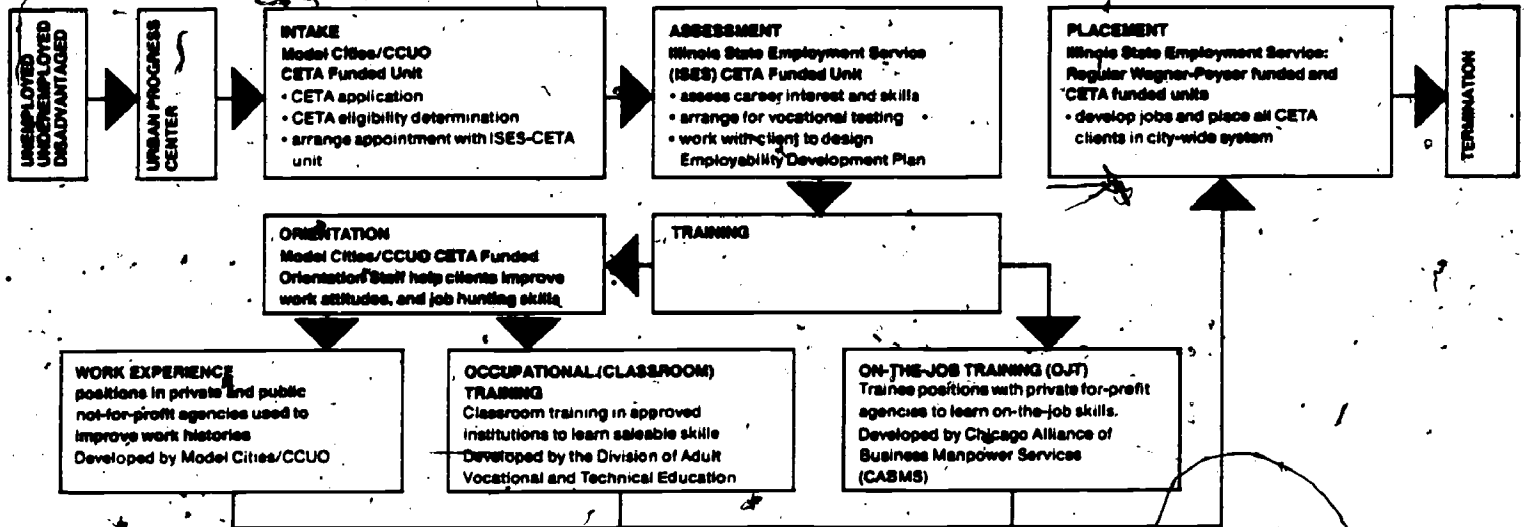 UNEMPLOYED
UNDEREMPLOYED
DISADVANTAGED
URBAN PROGRESS
CENTER
INTAKE
Model Cities/CCUO
CETA Funded Unit
• CETA application
• CETA eligibility determination
• arrange appointment with ISES-CETA
unit
ASSESSMENT
Illinois State Employment Service
(ISES) CETA Funded Unit
• assess career interest and skills
• arrange for vocational testing
• work with client to design
Employability Development Plan
PLACEMENT
Illinois State Employment Service:
Regular Wagner-Peyser funded and
CETA funded units
• develop jobs and place all CETA
clients in city-wide system
TERMINATION
ORIENTATION
Model Cities/CCUO CETA Funded
Orientation Staff help clients improve
work attitudes, and job hunting skills
TRAINING
WORK EXPERIENCE
positions in private and public
not-for-profit agencies used to
improve work histories
Developed by Model Cities/CCUO
OCCUPATIONAL (CLASSROOM)
TRAINING
Classroom training in approved
institutions to learn saleable skills
Developed by the Division of Adult
Vocational and Technical Education
ON-THE-JOB TRAINING (OJT)
Trainee positions with private for-profit
agencies to learn on-the-job skills.
Developed by Chicago Alliance of
Business Manpower Services
(CABMS)